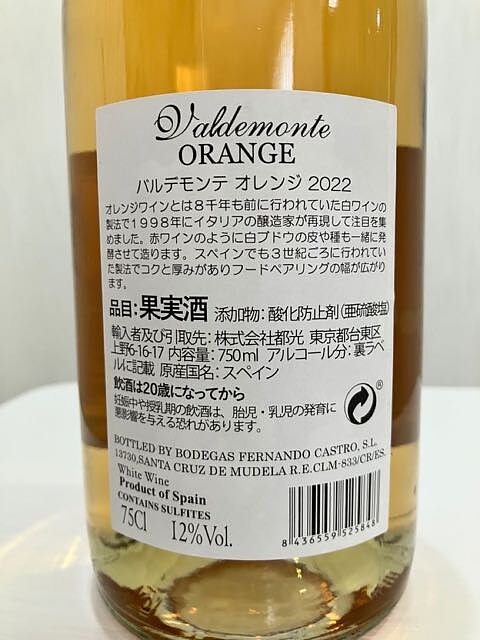 Valdemonte
ORANGE
バルデモンテ オレンジ 2022
オレンジワインとは8千年も前に行われていた白ワインの
製法で1998年にイタリアの醸造家が再現して注目を集
めました。赤ワインのように白ブドウの皮や種も一緒に発
酵させて造ります。スペインでも3世紀ごろに行われてい
た製法でコクと厚みがありフードペアリングの幅が広がり
ます。
品目:果実酒 添加物:酸化防止剤(亜硫酸塩)
輸入者及び引取先:株式会社都光 東京都台東区
上野6-16-17 内容量:750ml アルコール分:裏ラベ
ルに記載 原産国名:スペイン
飲酒は20歳になってから
妊娠中や授乳期の飲酒は、胎児・乳児の発育に
悪影響を与える恐れがあります。
®
BOTTLED BY BODEGAS FERNANDO CASTRO, S.L.
13730,SANTA CRUZ DE MUDELA R.E.CLM-833/CR/ES.
White Wine
Product of Spain
CONTAINS SULFITES
75Cl 12%Vol.
8 436559 525848